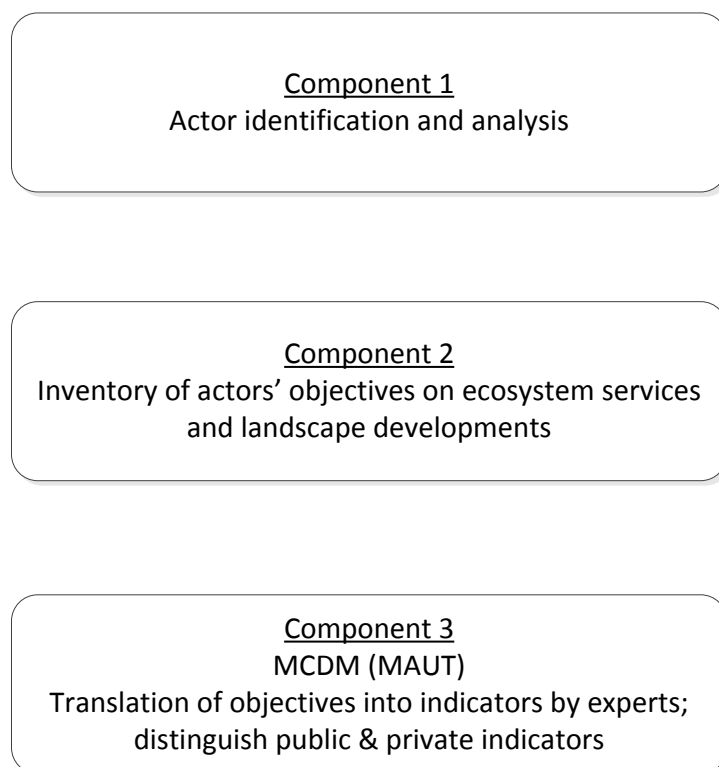 Component 1
Actor identification and analysis
Component 2
Inventory of actors’ objectives on ecosystem services
and landscape developments
Component 3
MCDM (MAUT)
Translation of objectives into indicators by experts;
distinguish public & private indicators